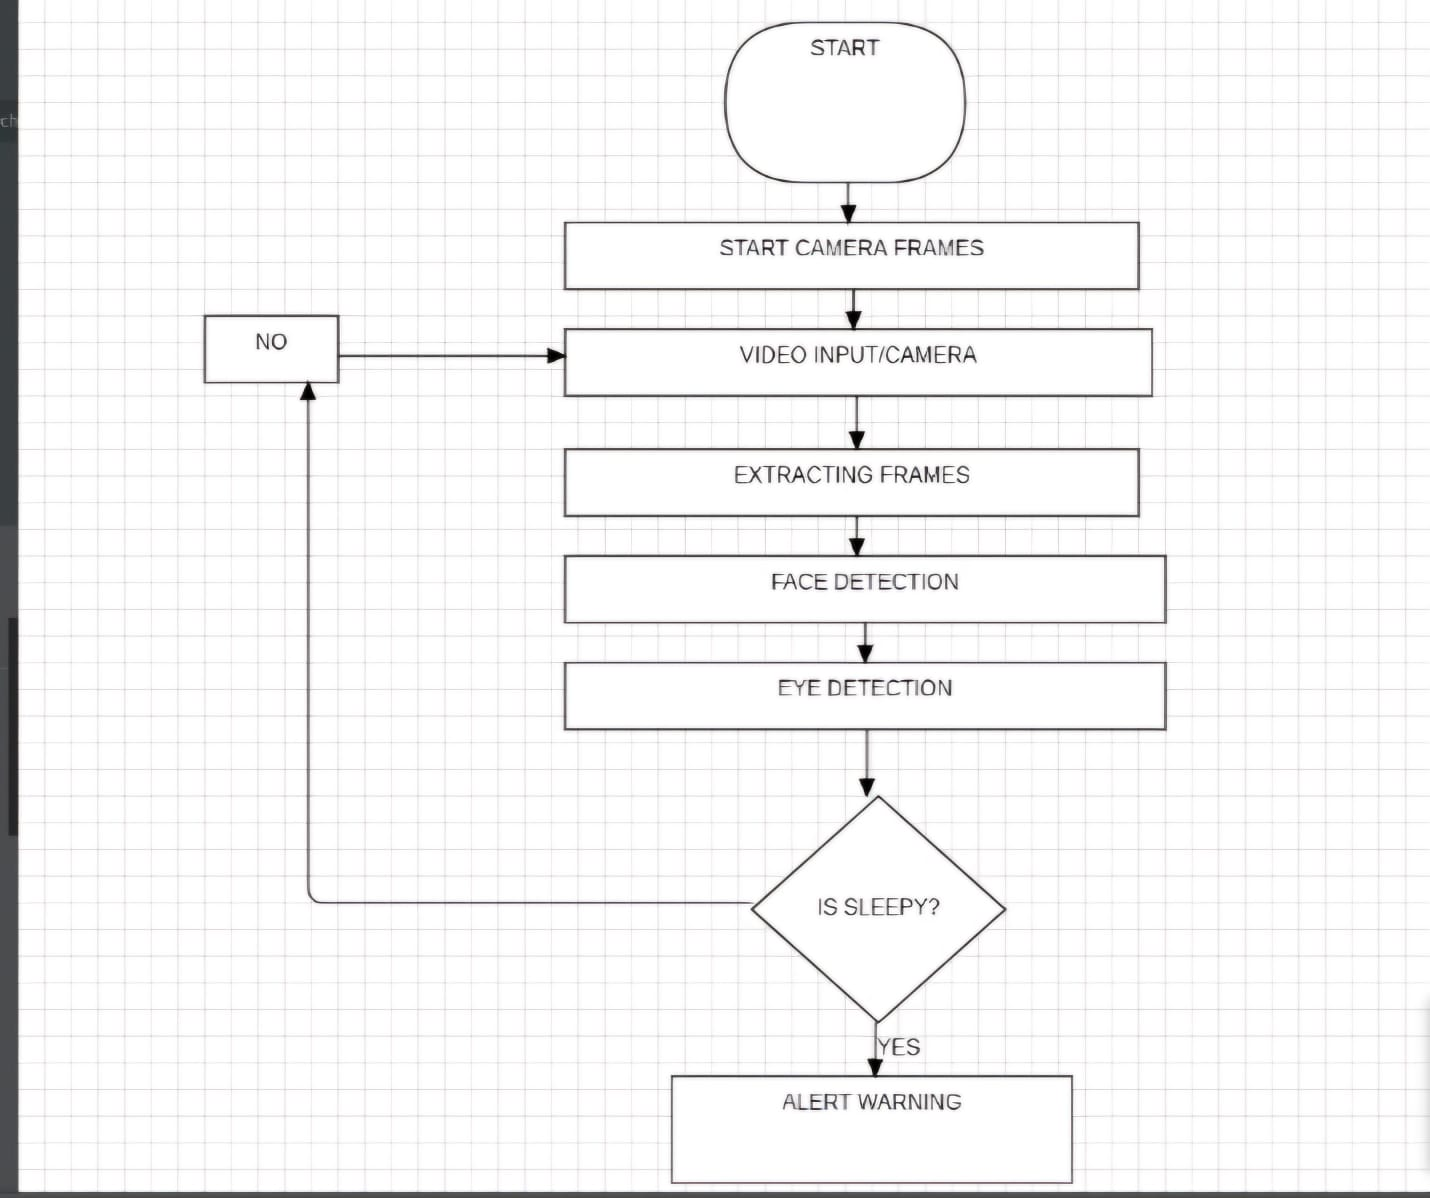 START
ch
START CAMERA FRAMES
NO
VIDEO INPUT/CAMERA
EXTRACTING FRAMES
FACE DETECTION
EYE DETECTION
IS SLEEPY?
YES
ALERT WARNING